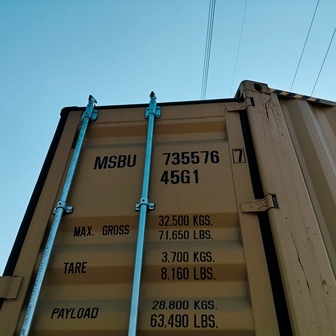 MSBU 735576 7
45G1
MAX. GROSS 32.500 KGS.
71.650 LBS.
TARE 3.700 KGS.
8,160 LBS.
PAYLOAD 28.800 KGS.
63,490 LBS.